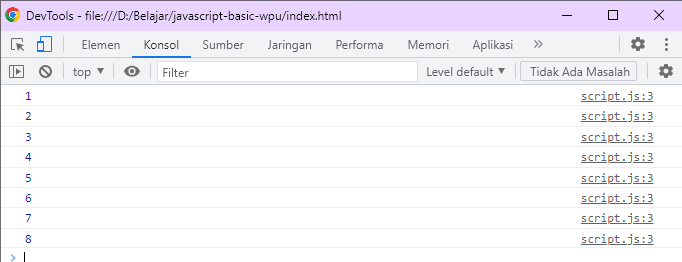 DevTools - file:///D:/Belajar/javascript-basic-wpu/index.html
Elemen Konsol Sumber Jaringan Performa Memori Aplikasi »
top ▼ Filter Level default ▼ Tidak Ada Masalah
1 script.js:3
2 script.js:3
3 script.js:3
4 script.js:3
5 script.js:3
6 script.js:3
7 script.js:3
8 script.js:3
>